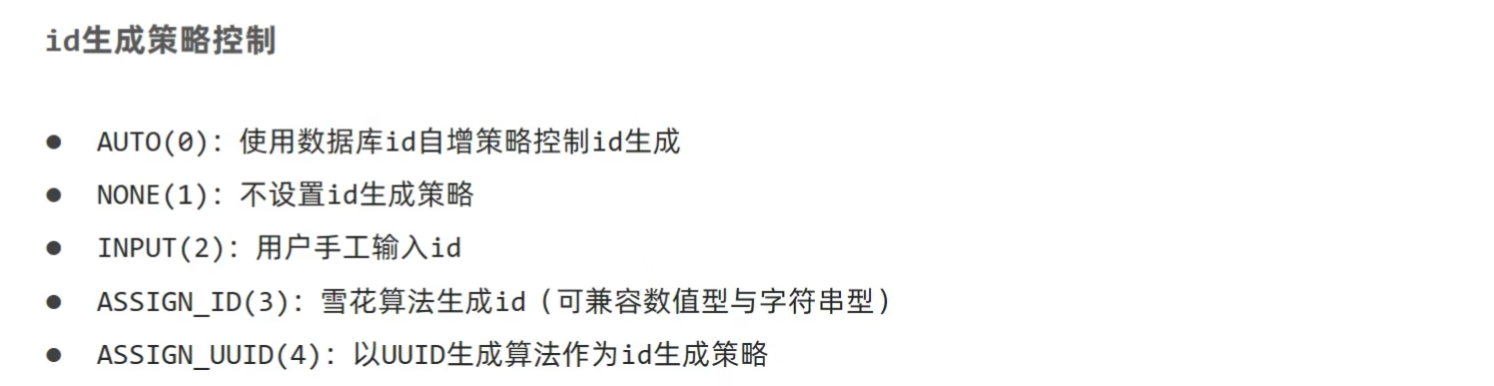 id生成策略控制
● AUTO(0): 使用数据库id自增策略控制id生成
● NONE(1): 不设置id生成策略
● INPUT(2): 用户手工输入id
● ASSIGN_ID(3): 雪花算法生成id（可兼容数值型与字符串型）
● ASSIGN_UUID(4): 以UUID生成算法作为id生成策略